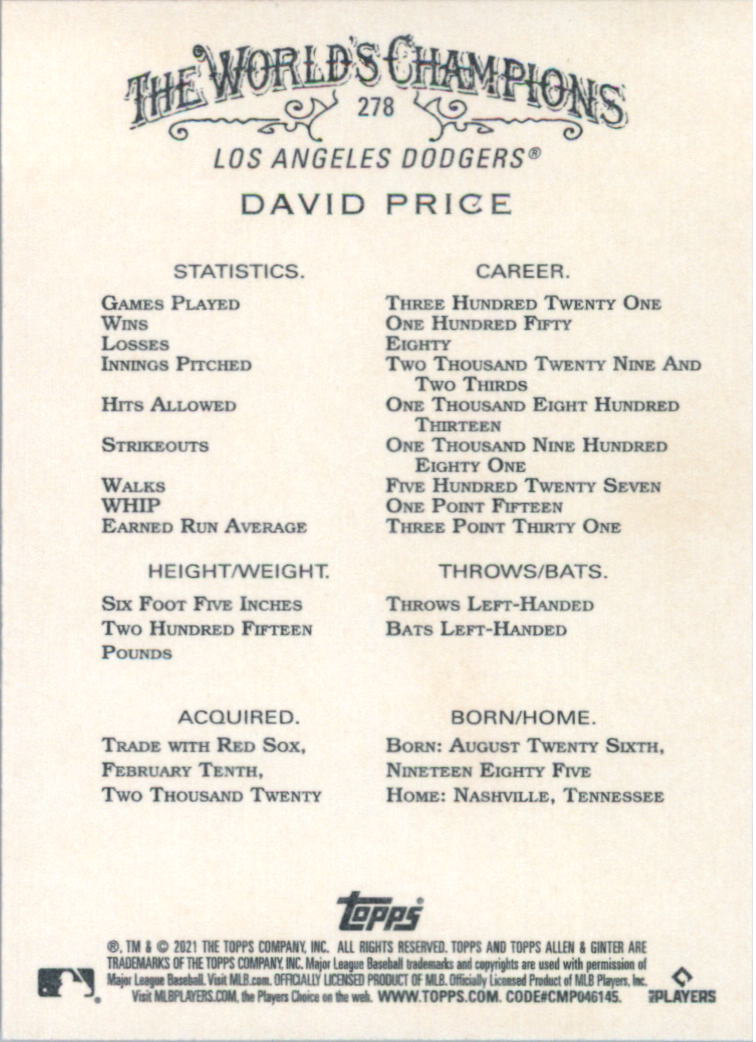 THE WORLD'S CHAMPIONS
278
LOS ANGELES DODGERS®
DAVID PRICE
STATISTICS. CAREER.
GAMES PLAYED THREE HUNDRED TWENTY ONE
WINS ONE HUNDRED FIFTY
LOSSES EIGHTY
INNINGS PITCHED TWO THOUSAND TWENTY NINE AND
TWO THIRDS
HITS ALLOWED ONE THOUSAND EIGHT HUNDRED
THIRTEEN
STRIKEOUTS ONE THOUSAND NINE HUNDRED
EIGHTY ONE
WALKS FIVE HUNDRED TWENTY SEVEN
WHIP ONE POINT FIFTEEN
EARNED RUN AVERAGE THREE POINT THIRTY ONE
HEIGHT/WEIGHT. THROWS/BATS.
SIX FOOT FIVE INCHES THROWS LEFT-HANDED
TWO HUNDRED FIFTEEN BATS LEFT-HANDED
POUNDS
ACQUIRED. BORN/HOME.
TRADE WITH RED SOX, BORN: AUGUST TWENTY SIXTH,
FEBRUARY TENTH, NINETEEN EIGHTY FIVE
TWO THOUSAND TWENTY HOME: NASHVILLE, TENNESSEE
topps
®, TM & © 2021 THE TOPPS COMPANY, INC. ALL RIGHTS RESERVED. TOPPS AND TOPPS ALLEN & GINTER ARE
TRADEMARKS OF THE TOPPS COMPANY, INC. Major League Baseball trademarks and copyrights are used with permission of
Major League Baseball. Visit MLB.com. OFFICIALLY LICENSED PRODUCT OF MLB. Officially Licensed Product of MLB Players, Inc.
Visit MLBPLAYERS.COM, the Players Choice on the web. WWW.TOPPS.COM. CODE#CMP046145.
MLB PLAYERS